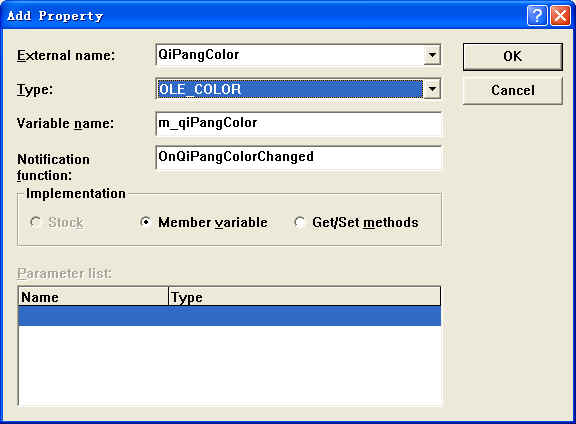 Add Property
External name:
QiPangColor
OK
Type:
OLE_COLOR
Cancel
Variable name:
m_qiPangColor
Notification
function:
OnQiPangColorChanged
Implementation
Stock
Member variable
Get/Set methods
Parameter list:
Name
Type